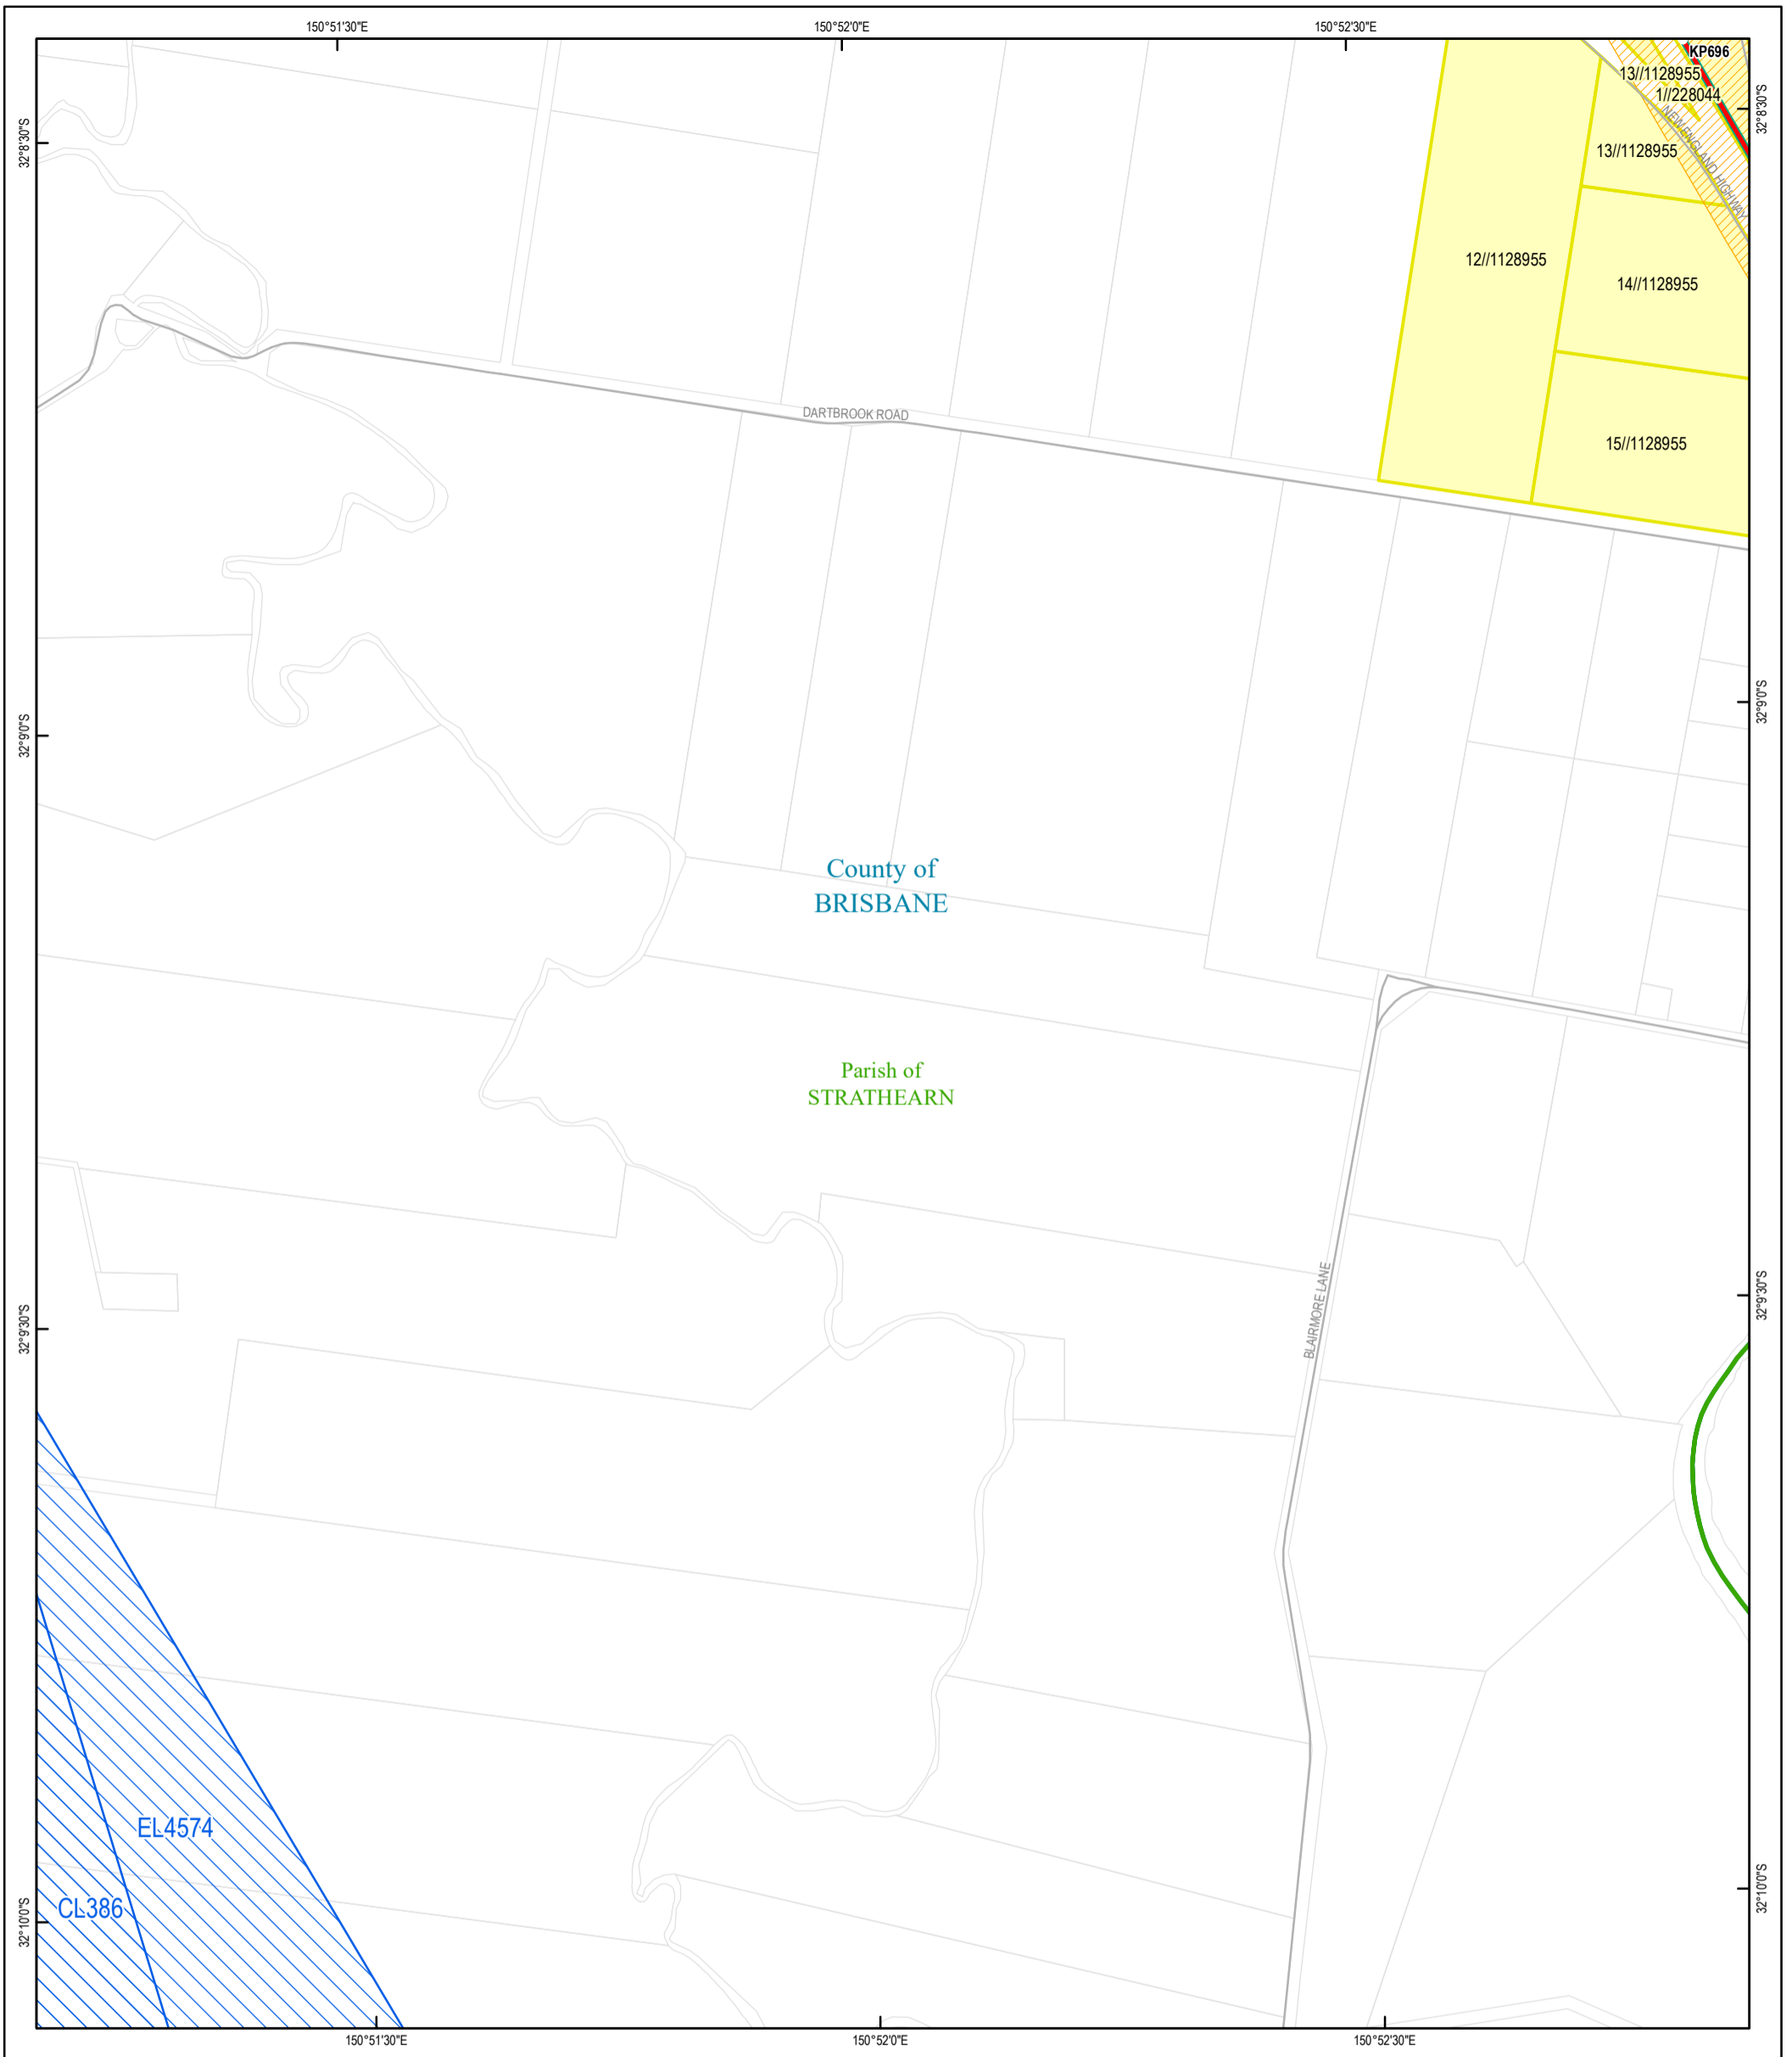 150°51'30"E
150°52'0"E
150°52'30"E
KP696
13//1128955
1//228044
32°8'30"S
32°8'30"S
13//1128955
NEW ENGLAND HIGHWAY
12//1128955
14//1128955
DARTBROOK ROAD
15//1128955
32°9'0"S
32°9'0"S
County of
BRISBANE
Parish of
STRATHEARN
BLAIRMORE LANE
32°9'30"S
32°9'30"S
EL4574
CL386
32°10'0"S
32°10'0"S
150°51'30"E
150°52'0"E
150°52'30"E